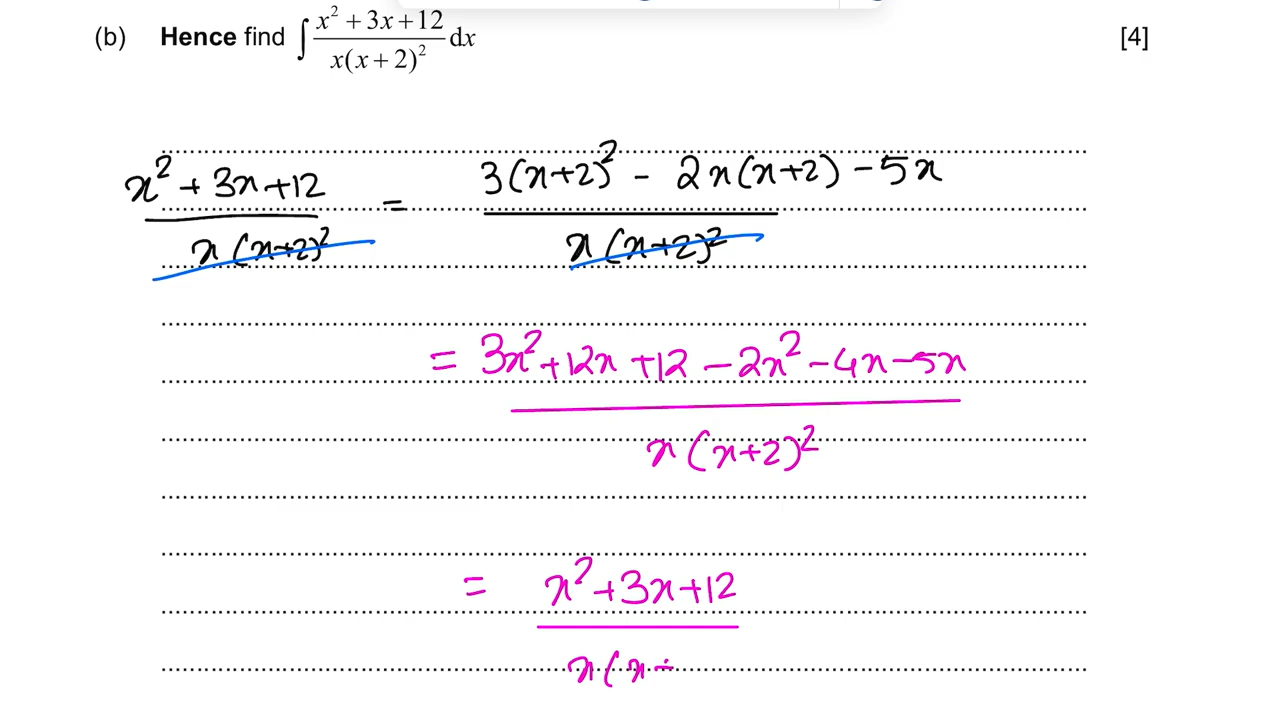 (b) Hence find ∫ (x² + 3x + 12)/(x(x + 2)²) dx [4]
(x² + 3x + 12)/(x(x+2)²) = (3(x+2)² - 2x(x+2) - 5x)/(x(x+2)²)
= (3x² + 12x + 12 - 2x² - 4x - 5x)/(x(x+2)²)
= (x² + 3x + 12)/(x(x +